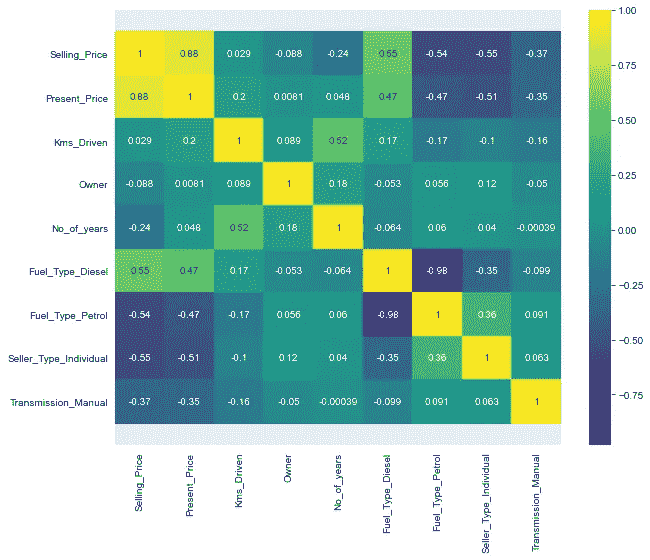 Selling_Price 1 0.88 0.029 -0.088 -0.24 0.55 -0.54 -0.55 -0.37
Present_Price 0.88 1 0.2 0.0081 0.048 0.47 -0.47 -0.51 -0.35
Kms_Driven 0.029 0.2 1 0.089 0.52 0.17 -0.17 -0.1 -0.16
Owner -0.088 0.0081 0.089 1 0.18 -0.053 0.056 0.12 -0.05
No_of_years -0.24 0.048 0.52 0.18 1 -0.064 0.06 0.04 -0.00039
Fuel_Type_Diesel 0.55 0.47 0.17 -0.053 -0.064 1 -0.98 -0.35 -0.099
Fuel_Type_Petrol -0.54 -0.47 -0.17 0.056 0.06 -0.98 1 0.36 0.091
Seller_Type_Individual -0.55 -0.51 -0.1 0.12 0.04 -0.35 0.36 1 0.063
Transmission_Manual -0.37 -0.35 -0.16 -0.05 -0.00039 -0.099 0.091 0.063 1
Selling_Price
Present_Price
Kms_Driven
Owner
No_of_years
Fuel_Type_Diesel
Fuel_Type_Petrol
Seller_Type_Individual
Transmission_Manual
1.00
0.75
0.50
0.25
0.00
-0.25
-0.50
-0.75